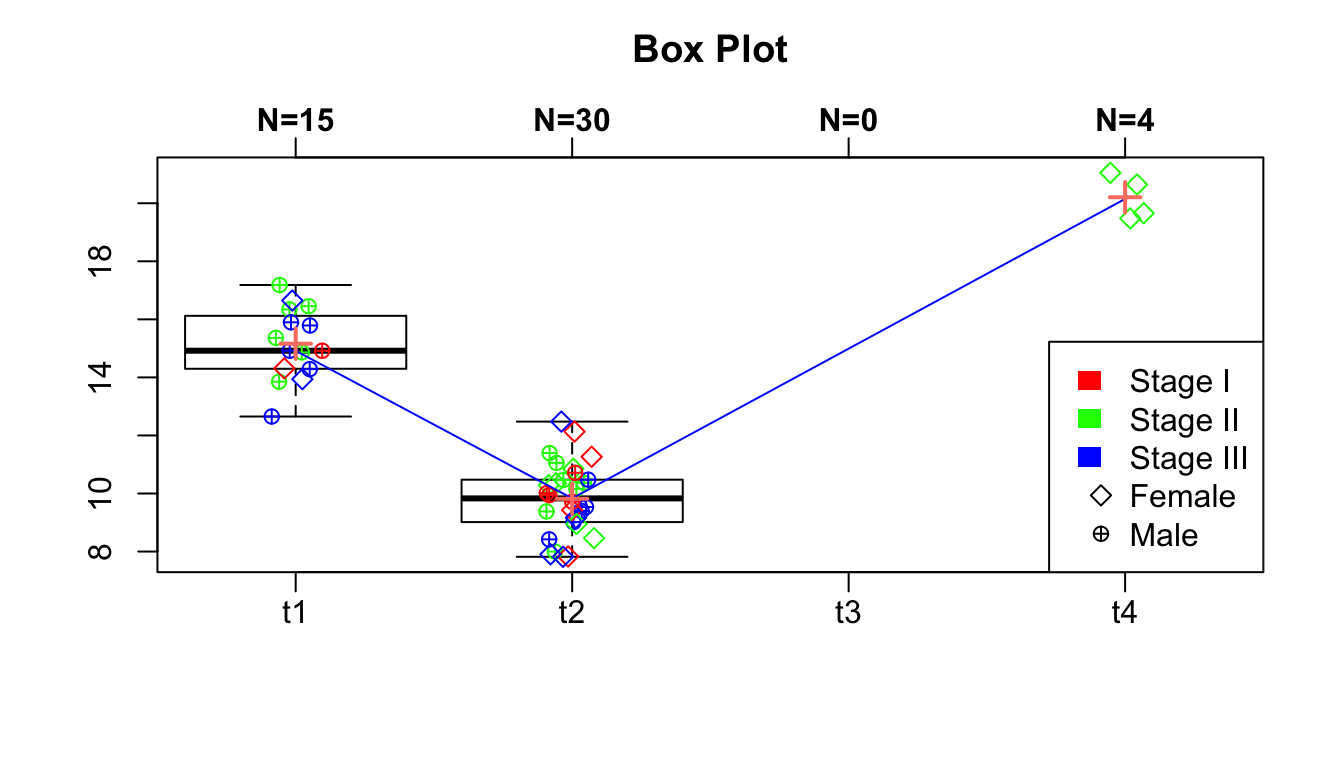 Box Plot
N=15 N=30 N=0 N=4
18
14
10
8
Stage I
Stage II
Stage III
Female
Male
t1 t2 t3 t4